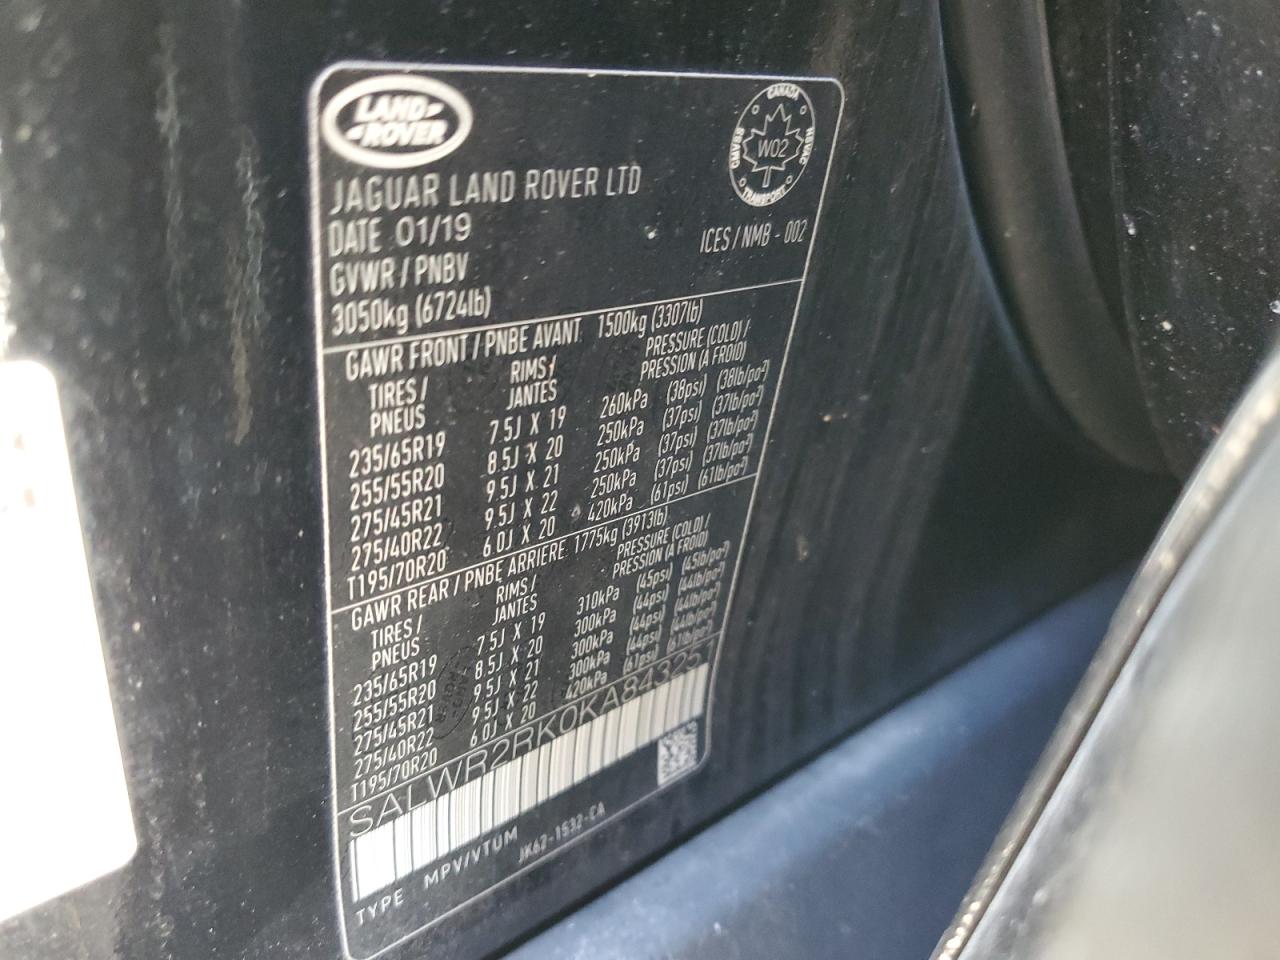 LAND ROVER
CANADA
CMVSS
NSVAC
W02
TRANSPORT
JAGUAR LAND ROVER LTD
DATE 01/19
ICES / NMB - 002
GVWR / PNBV
3050kg (6724lb)
GAWR FRONT / PNBE AVANT 1500kg (3307lb)
TIRES / PNEUS RIMS / JANTES PRESSURE (COLD) / PRESSION (À FROID)
235/65R19 7.5J X 19 260kPa (38psi) (38lb/po²)
255/55R20 8.5J X 20 250kPa (37psi) (37lb/po²)
275/45R21 9.5J X 21 250kPa (37psi) (37lb/po²)
275/40R22 9.5J X 22 250kPa (37psi) (37lb/po²)
T195/70R20 6.0J X 20 420kPa (61psi) (61lb/po²)
GAWR REAR / PNBE ARRIERE 1775kg (3913lb)
TIRES / PNEUS RIMS / JANTES PRESSURE (COLD) / PRESSION (À FROID)
235/65R19 7.5J X 19 310kPa (45psi) (45lb/po²)
255/55R20 8.5J X 20 300kPa (44psi) (44lb/po²)
275/45R21 9.5J X 21 300kPa (44psi) (44lb/po²)
275/40R22 9.5J X 22 300kPa (44psi) (44lb/po²)
T195/70R20 6.0J X 20 420kPa (61psi) (61lb/po²)
SALWR2RK0KA843251
TYPE MPV/VTUM
JK62-1532-CA